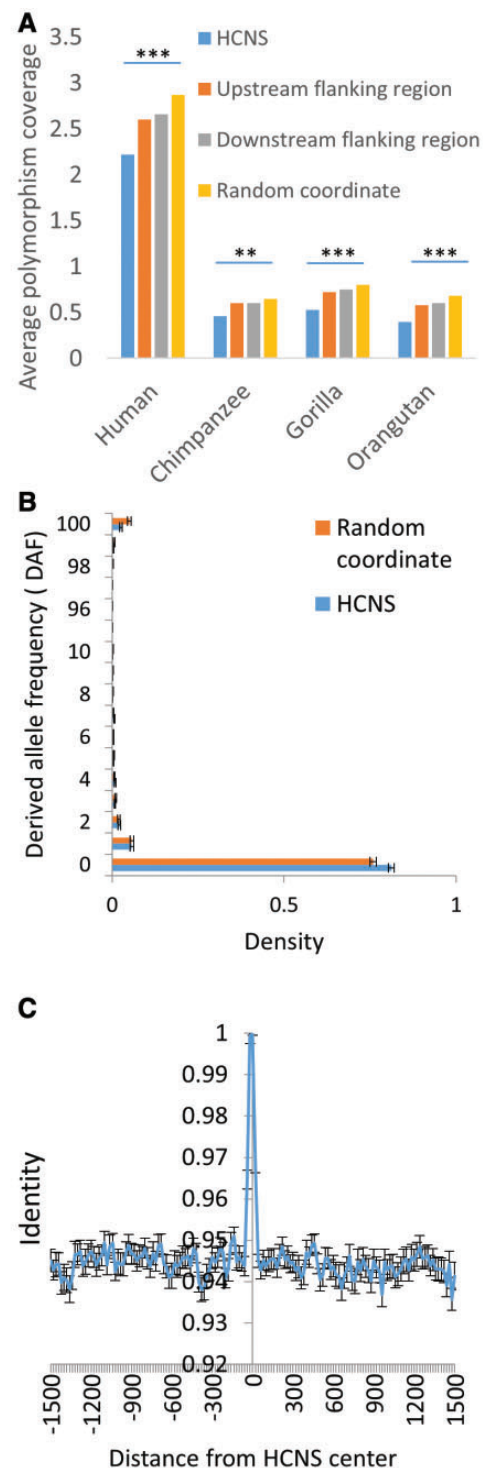 A
Average polymorphism coverage
3.5
3
2.5
2
1.5
1
0.5
0
***
**
***
***
HCNS
Upstream flanking region
Downstream flanking region
Random coordinate
Human
Chimpanzee
Gorilla
Orangutan
B
Derived allele frequency ( DAF)
100
98
96
10
8
6
4
2
0
Random
coordinate
HCNS
0
0.5
1
Density
C
Identity
1
0.99
0.98
0.97
0.96
0.95
0.94
0.93
0.92
-1500
-1200
-900
-600
-300
0
300
600
900
1200
1500
Distance from HCNS center